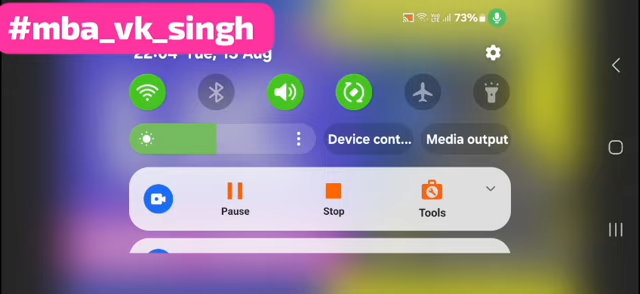 #mba_vk_singh
73%
22:04 Tue, 13 Aug
Device cont... Media output
Pause Stop Tools